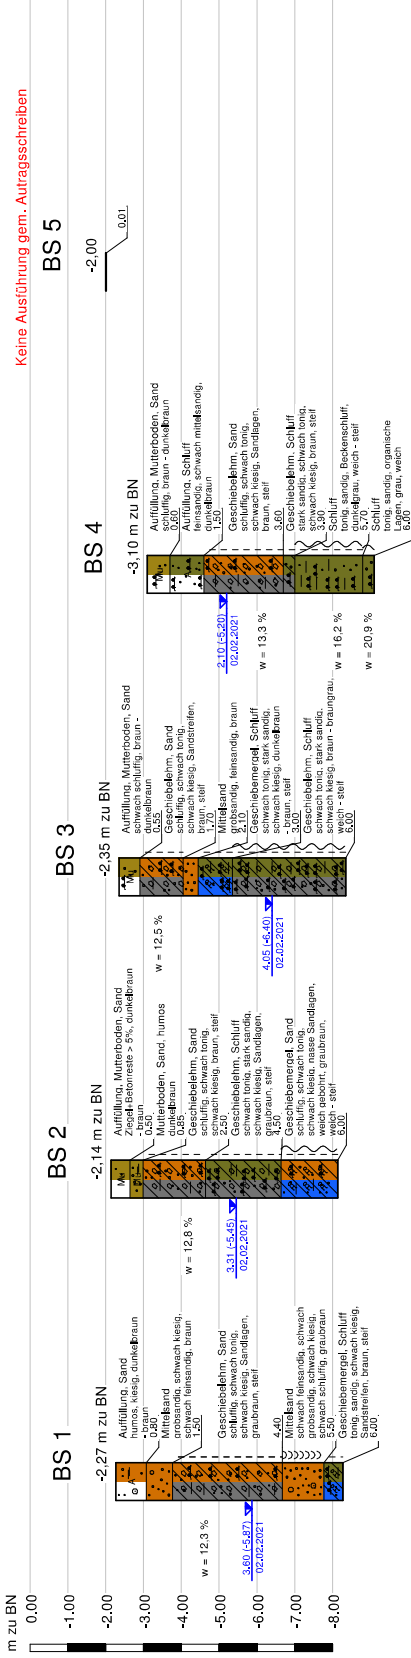 Keine Ausführung gem. Autragsschreiben
m zu BN
0.00
-1.00
-2.00
-3.00
-4.00
-5.00
-6.00
-7.00
-8.00
BS 1
-2,27 m zu BN
A
Auffüllung, Sand
humos, kiesig, dunkelbraun
- braun
0.80
Mittelsand
grobsandig, schwach kiesig,
schwach feinsandig, braun
1.50
Geschiebelehm, Sand
schluffig, schwach tonig,
schwach kiesig, Sandlagen,
graubraun, steif
4.40
Mittelsand
schwach feinsandig, schwach
grobsandig, schwach kiesig,
schwach schluffig, graubraun
5.50
Geschiebemergel, Schluff
tonig, sandig, schwach kiesig,
Sandstreifen, braun, steif
6.00
w = 12,3 %
3.60 (-5.87)
02.02.2021
BS 2
-2,14 m zu BN
Mu
Auffüllung, Mutterboden, Sand
Ziegel-Betonreste > 5%, dunkelbraun
- braun
0.50
Mutterboden, Sand, humos
dunkelbraun
0.85
Geschiebelehm, Sand
schluffig, schwach tonig,
schwach kiesig, braun, steif
2.50
Geschiebelehm, Schluff
schwach tonig, stark sandig,
schwach kiesig, Sandlagen,
graubraun, steif
4.50
Geschiebemergel, Sand
schluffig, schwach tonig,
schwach kiesig, nasse Sandlagen,
weich gebohrt, graubraun,
weich - steif
6.00
w = 12,8 %
3.31 (-5.45)
02.02.2021
BS 3
-2,35 m zu BN
Mu
Auffüllung, Mutterboden, Sand
schwach schluffig, braun -
dunkelbraun
0.55
Geschiebelehm, Sand
schluffig, schwach tonig,
schwach kiesig, Sandstreifen,
braun, steif
1.70
Mittelsand
grobsandig, feinsandig, braun
2.10
Geschiebemergel, Schluff
schwach tonig, stark sandig,
schwach kiesig, dunkelbraun
- braun, steif
3.00
Geschiebelehm, Schluff
schwach tonig, stark sandig,
schwach kiesig, braun - braungrau,
weich - steif
6.00
w = 12,5 %
4.05 (-6.40)
02.02.2021
BS 4
-3,10 m zu BN
Mu
Auffüllung, Mutterboden, Sand
schluffig, braun - dunkelbraun
0.60
Auffüllung, Schluff
feinsandig, schwach mittelsandig,
dunkelbraun
1.50
Geschiebelehm, Sand
schluffig, schwach tonig,
schwach kiesig, Sandlagen,
braun, steif
3.60
Geschiebelehm, Schluff
stark sandig, schwach tonig,
schwach kiesig, braun, steif
3.90
Schluff
tonig, sandig, Beckenschluff,
dunkelgrau, weich - steif
5.70
Schluff
tonig, sandig, organische
Lagen, grau, weich
6.00
2.10 (-5.20)
02.02.2021
w = 13,3 %
w = 16,2 %
w = 20,9 %
BS 5
-2,00
0.01